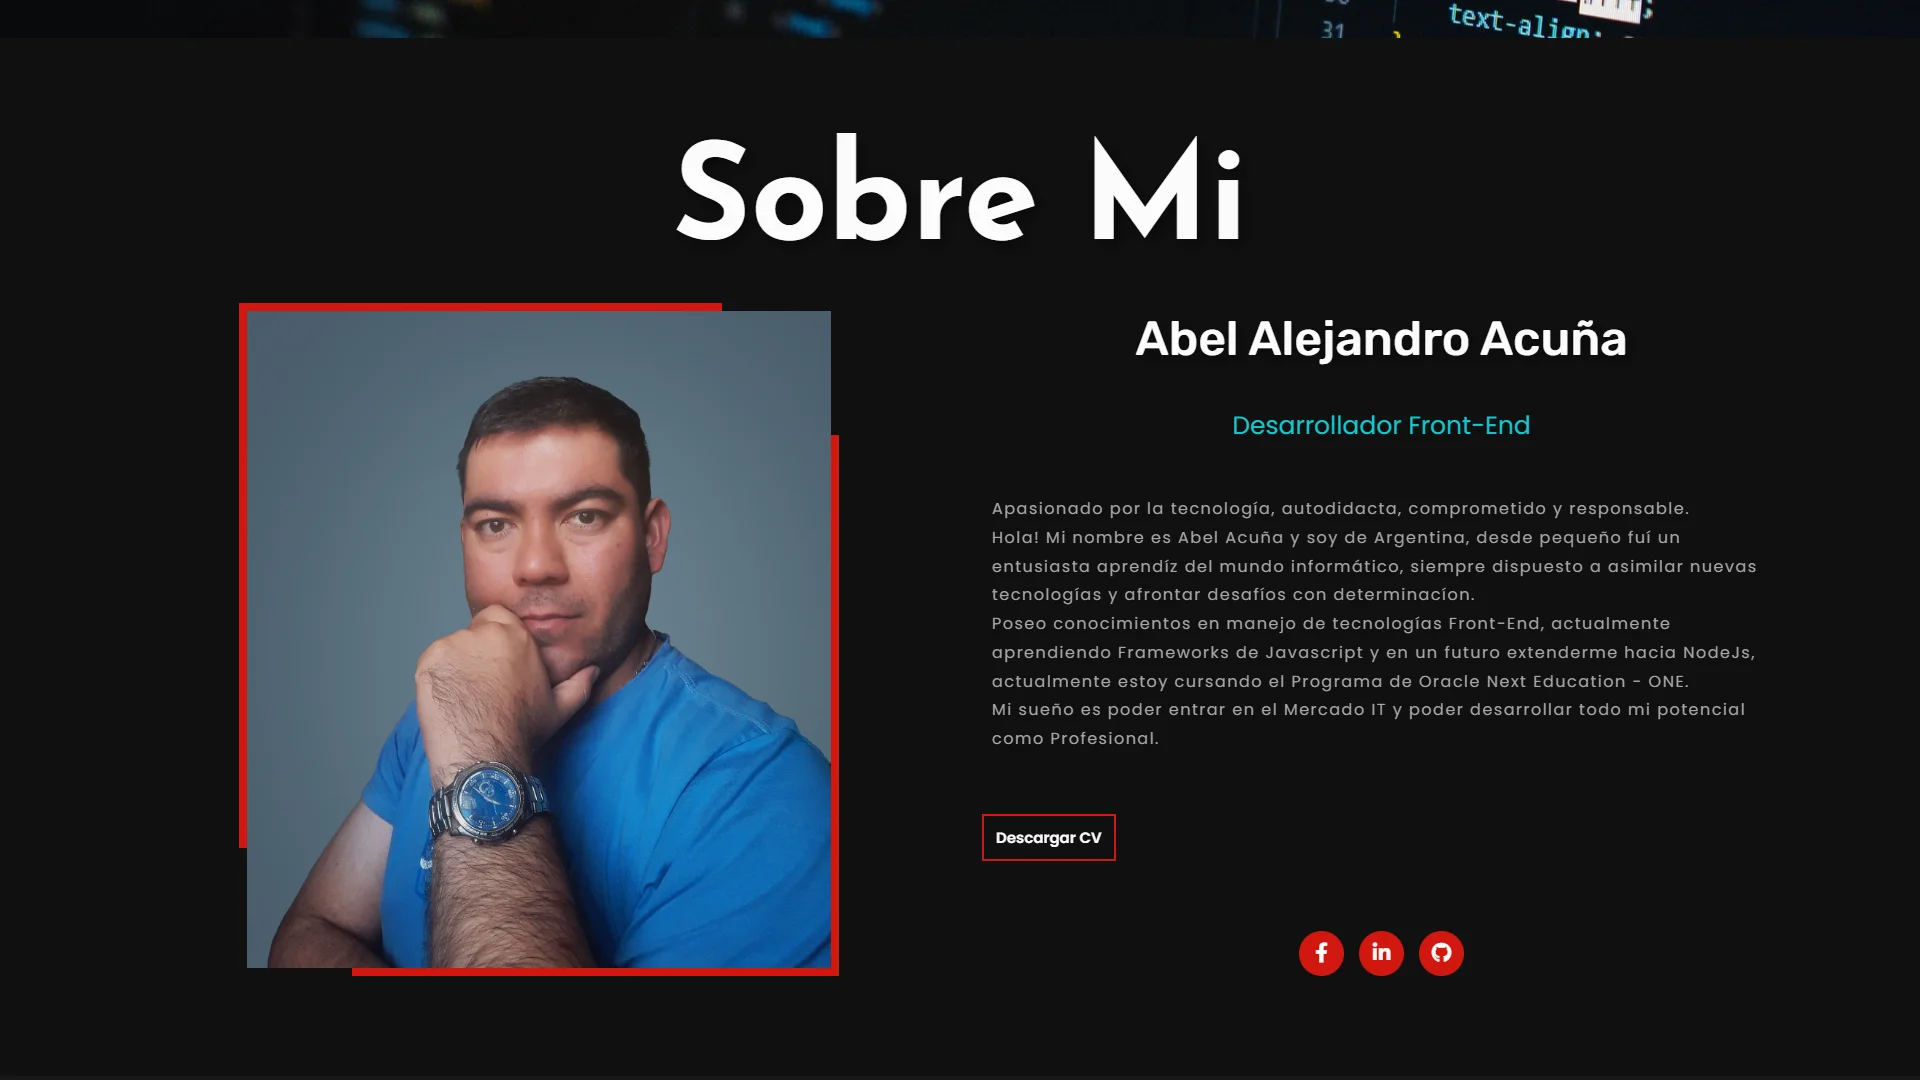 31
text-align:
Sobre Mi
Abel Alejandro Acuña
Desarrollador Front-End
Apasionado por la tecnología, autodidacta, comprometido y responsable.
Hola! Mi nombre es Abel Acuña y soy de Argentina, desde pequeño fuí un
entusiasta aprendíz del mundo informático, siempre dispuesto a asimilar nuevas
tecnologías y afrontar desafíos con determinacíon.
Poseo conocimientos en manejo de tecnologías Front-End, actualmente
aprendiendo Frameworks de Javascript y en un futuro extenderme hacia NodeJs,
actualmente estoy cursando el Programa de Oracle Next Education - ONE.
Mi sueño es poder entrar en el Mercado IT y poder desarrollar todo mi potencial
como Profesional.
Descargar CV